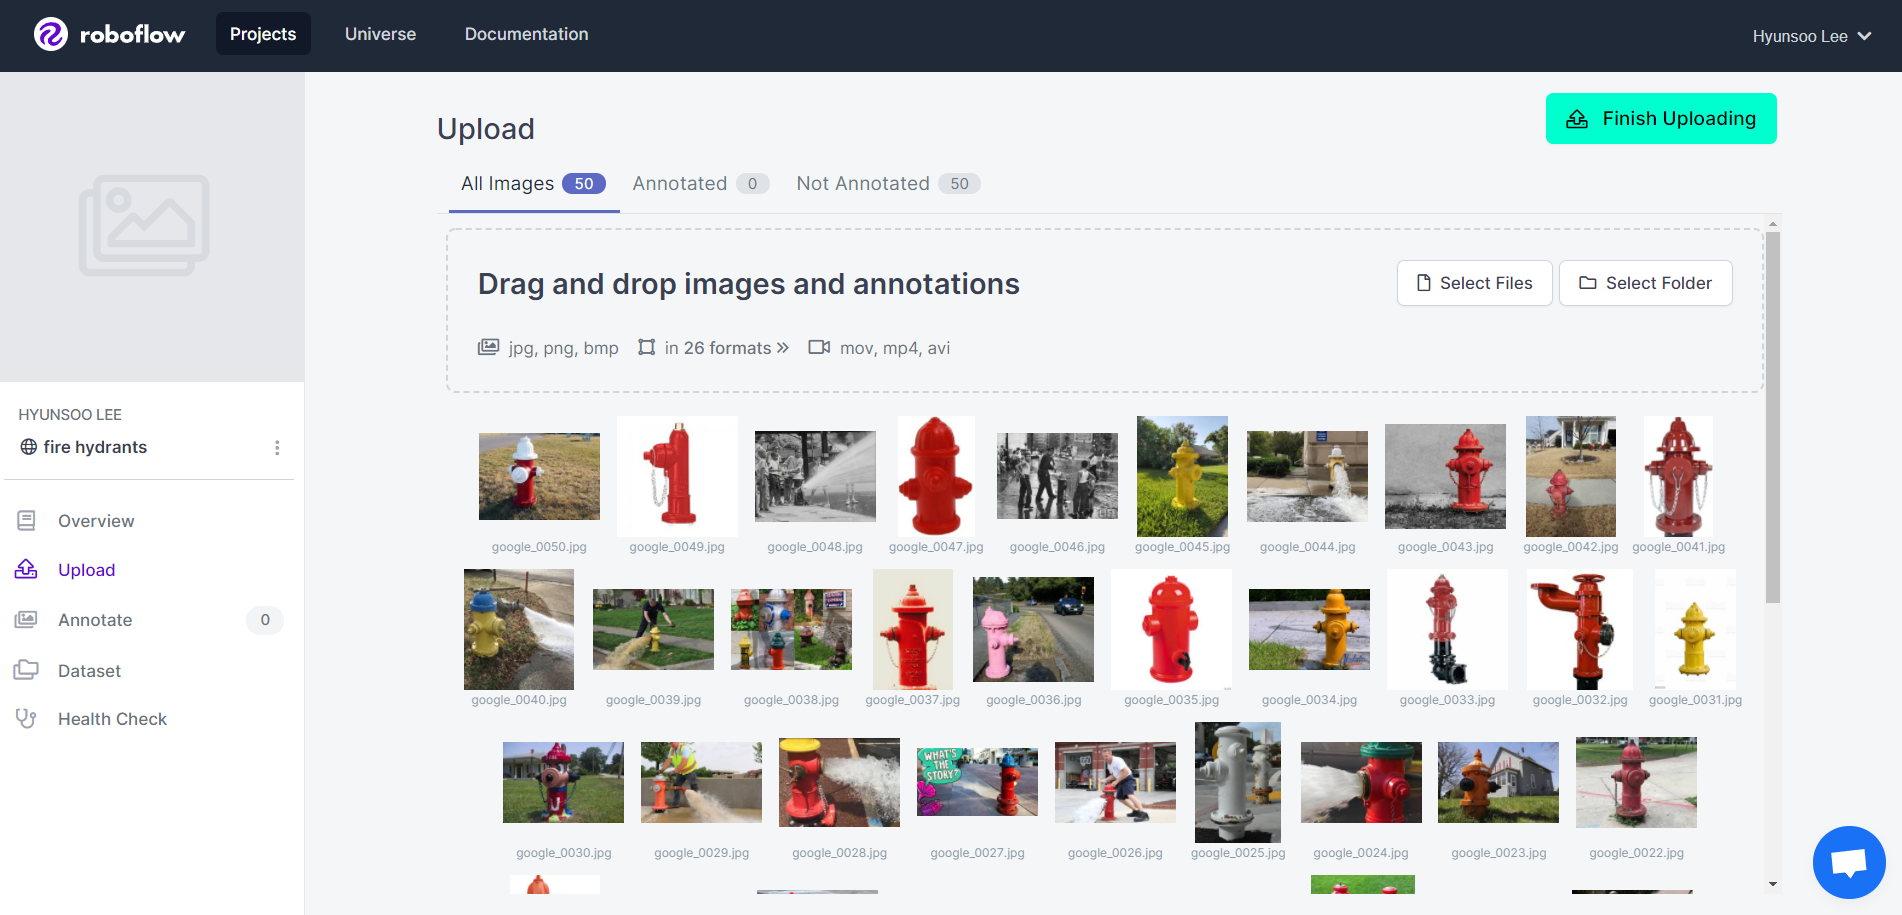 roboflow
Projects
Universe
Documentation
Hyunsoo Lee
Upload
Finish Uploading
All Images 50
Annotated 0
Not Annotated 50
Drag and drop images and annotations
Select Files
Select Folder
jpg, png, bmp
in 26 formats »
mov, mp4, avi
HYUNSOO LEE
fire hydrants
Overview
Upload
Annotate 0
Dataset
Health Check
google_0050.jpg
google_0049.jpg
google_0048.jpg
google_0047.jpg
google_0046.jpg
google_0045.jpg
google_0044.jpg
google_0043.jpg
google_0042.jpg
google_0041.jpg
google_0040.jpg
google_0039.jpg
google_0038.jpg
google_0037.jpg
google_0036.jpg
google_0035.jpg
google_0034.jpg
google_0033.jpg
google_0032.jpg
google_0031.jpg
WHAT'S
THE
STORY?
google_0030.jpg
google_0029.jpg
google_0028.jpg
google_0027.jpg
google_0026.jpg
google_0025.jpg
google_0024.jpg
google_0023.jpg
google_0022.jpg